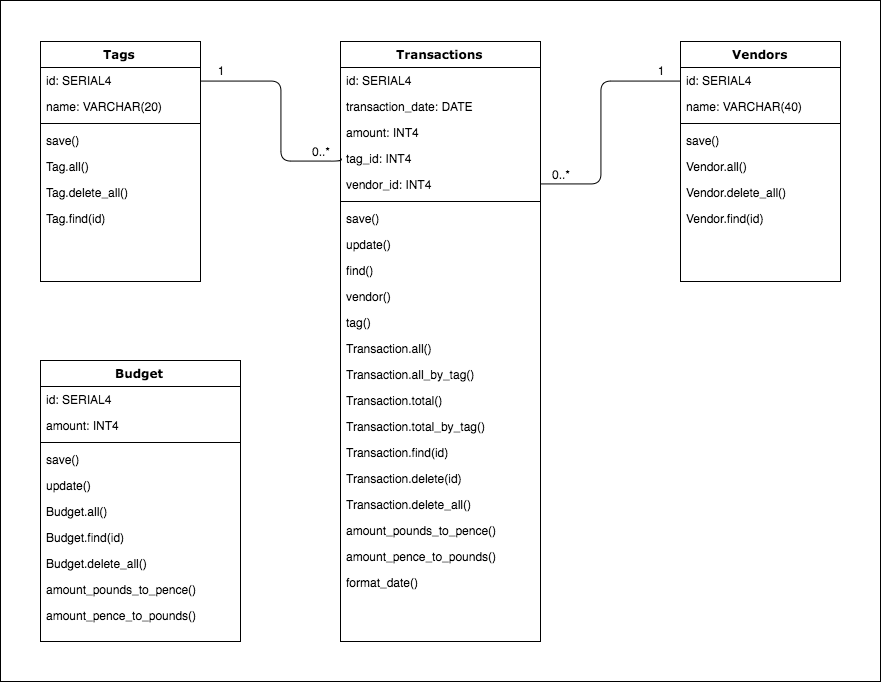 Tags
id: SERIAL4
name: VARCHAR(20)
save()
Tag.all()
Tag.delete_all()
Tag.find(id)
1
0..*
Transactions
id: SERIAL4
transaction_date: DATE
amount: INT4
tag_id: INT4
vendor_id: INT4
save()
update()
find()
vendor()
tag()
Transaction.all()
Transaction.all_by_tag()
Transaction.total()
Transaction.total_by_tag()
Transaction.find(id)
Transaction.delete(id)
Transaction.delete_all()
amount_pounds_to_pence()
amount_pence_to_pounds()
format_date()
1
0..*
Vendors
id: SERIAL4
name: VARCHAR(40)
save()
Vendor.all()
Vendor.delete_all()
Vendor.find(id)
Budget
id: SERIAL4
amount: INT4
save()
update()
Budget.all()
Budget.find(id)
Budget.delete_all()
amount_pounds_to_pence()
amount_pence_to_pounds()